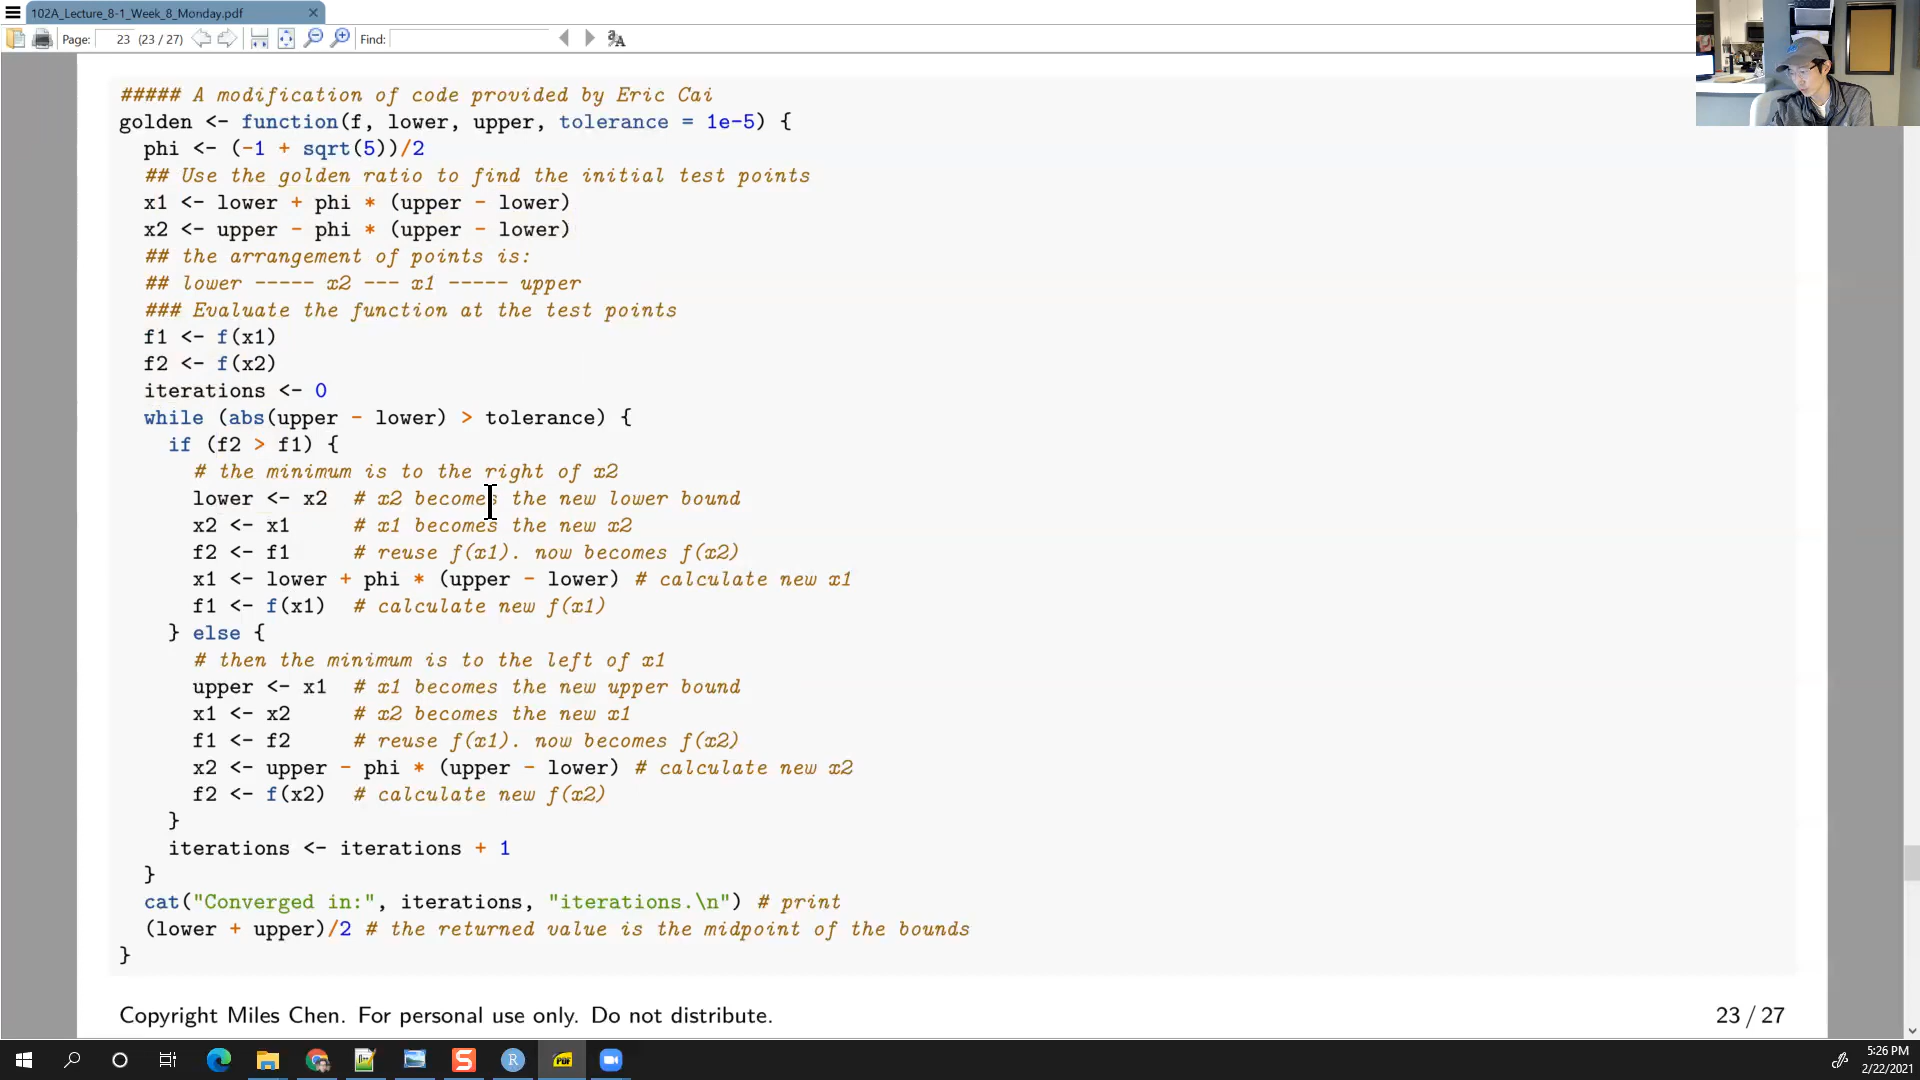 102A_Lecture_8-1_Week_8_Monday.pdf
Page: 23 (23 / 27) Find:
##### A modification of code provided by Eric Cai
golden <- function(f, lower, upper, tolerance = 1e-5) {
phi <- (-1 + sqrt(5))/2
## Use the golden ratio to find the initial test points
x1 <- lower + phi * (upper - lower)
x2 <- upper - phi * (upper - lower)
## the arrangement of points is:
## lower ----- x2 --- x1 ----- upper
### Evaluate the function at the test points
f1 <- f(x1)
f2 <- f(x2)
iterations <- 0
while (abs(upper - lower) > tolerance) {
if (f2 > f1) {
# the minimum is to the right of x2
lower <- x2 # x2 becomes the new lower bound
x2 <- x1 # x1 becomes the new x2
f2 <- f1 # reuse f(x1). now becomes f(x2)
x1 <- lower + phi * (upper - lower) # calculate new x1
f1 <- f(x1) # calculate new f(x1)
} else {
# then the minimum is to the left of x1
upper <- x1 # x1 becomes the new upper bound
x1 <- x2 # x2 becomes the new x1
f1 <- f2 # reuse f(x1). now becomes f(x2)
x2 <- upper - phi * (upper - lower) # calculate new x2
f2 <- f(x2) # calculate new f(x2)
}
iterations <- iterations + 1
}
cat("Converged in:", iterations, "iterations.\n") # print
(lower + upper)/2 # the returned value is the midpoint of the bounds
}
Copyright Miles Chen. For personal use only. Do not distribute.
23 / 27
5:26 PM
2/22/2021